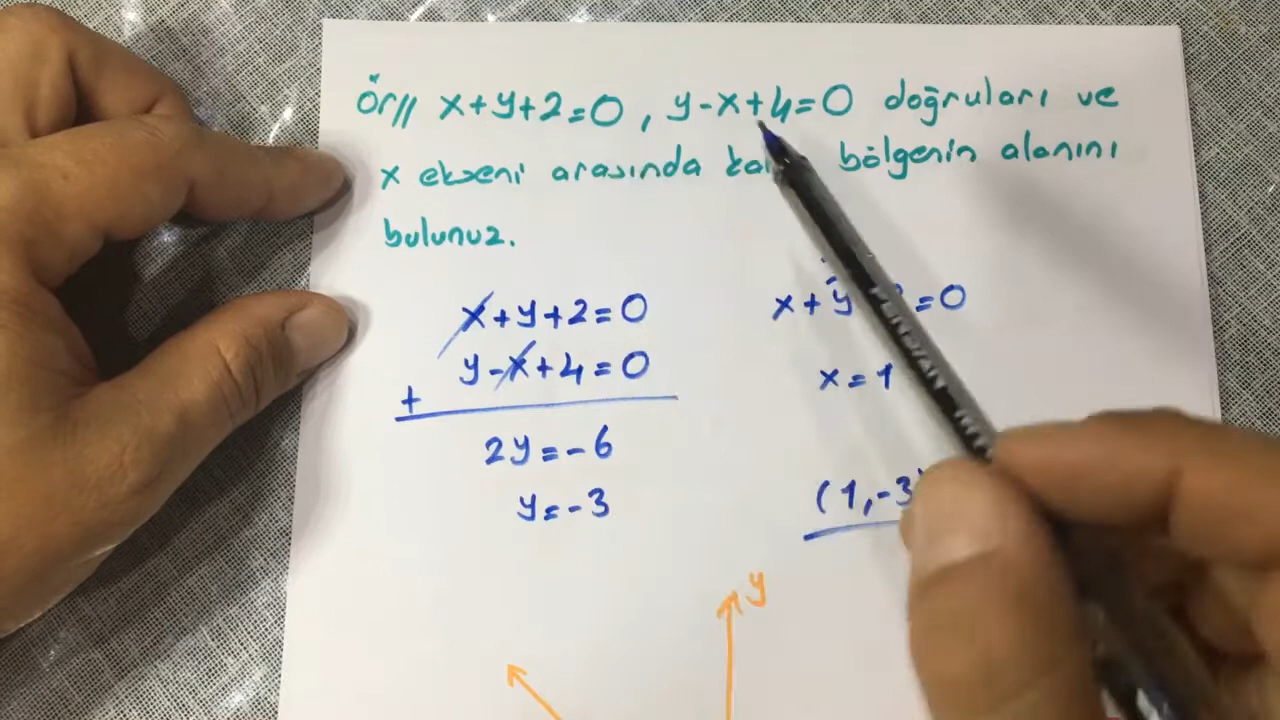 Ör// x+y+2=0, y-x+4=0 doğruları ve
x ekseni arasında bölgenin alanını
bulunuz.
x+y+2=0
y-x+4=0
+
2y=-6
y=-3
x+y =0
x=1
(1,-3
y